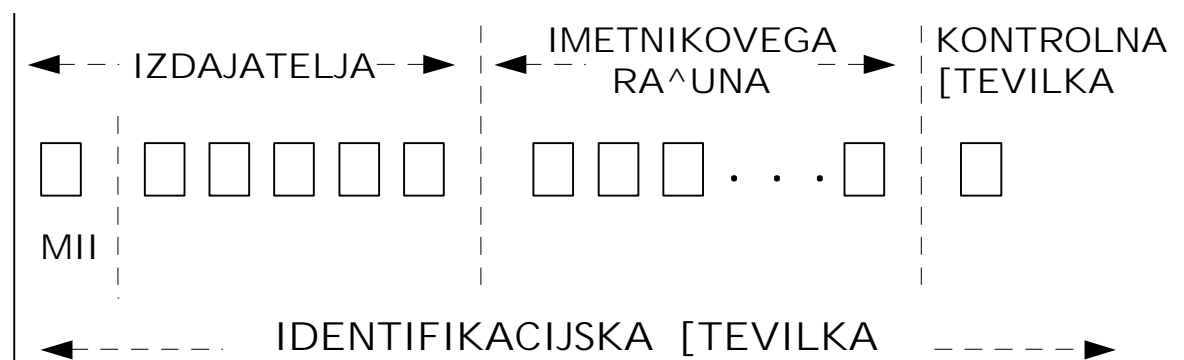 IZDAJATELJA
IMETNIKOVEGA
RA^UNA
KONTROLNA
[TEVILKA
MII
IDENTIFIKACIJSKA [TEVILKA